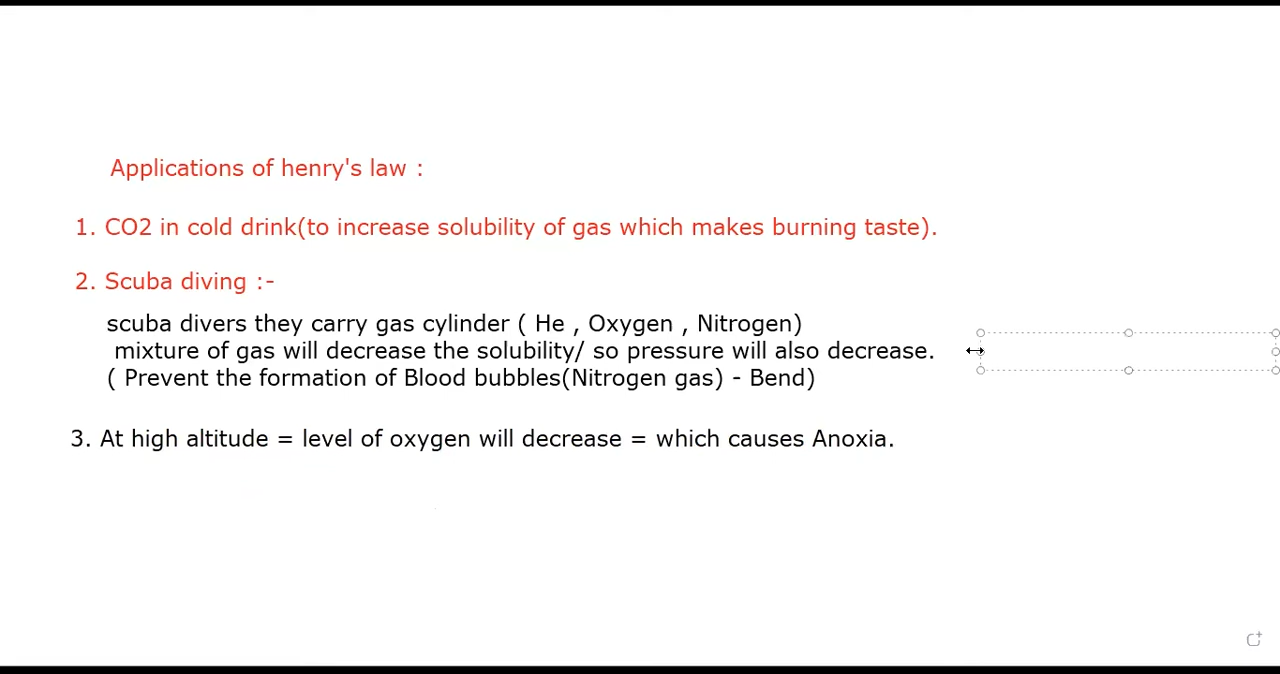 Applications of henry's law :
1. CO2 in cold drink(to increase solubility of gas which makes burning taste).
2. Scuba diving :-
scuba divers they carry gas cylinder ( He , Oxygen , Nitrogen)
mixture of gas will decrease the solubility/ so pressure will also decrease.
( Prevent the formation of Blood bubbles(Nitrogen gas) - Bend)
3. At high altitude = level of oxygen will decrease = which causes Anoxia.